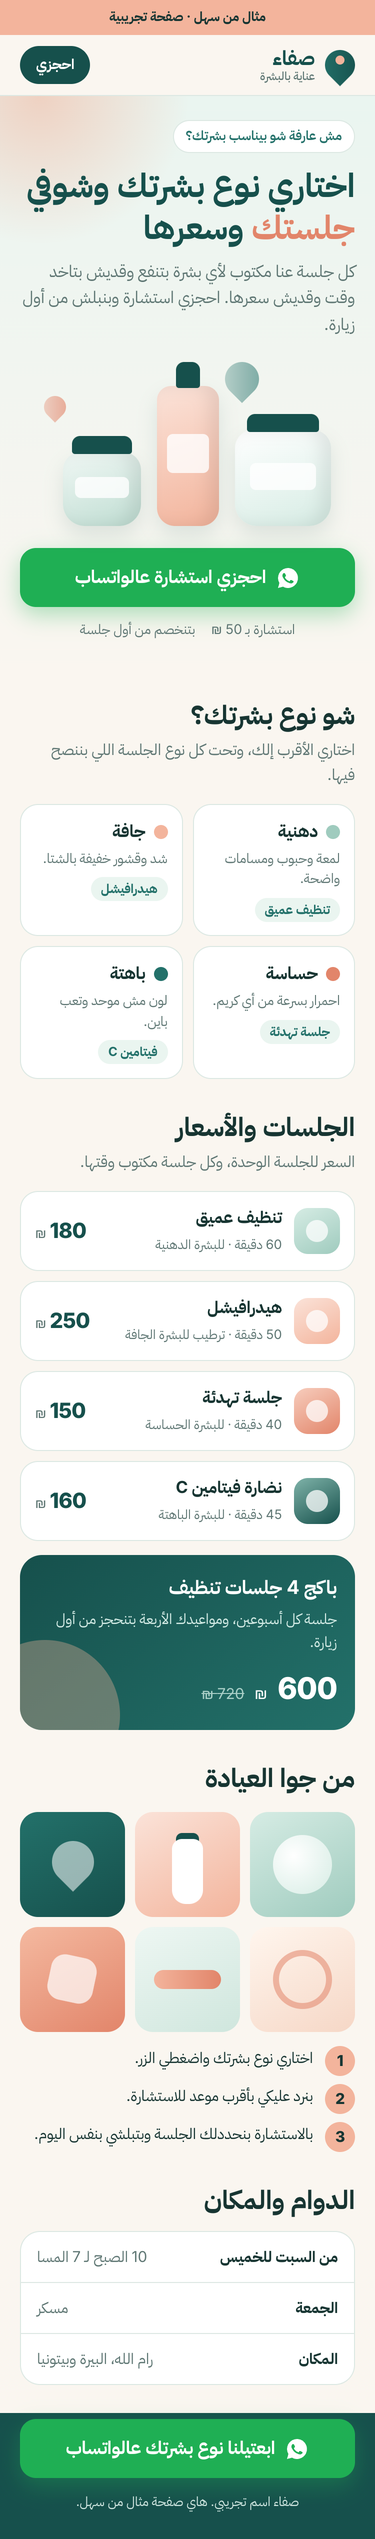 مثال من سهل · صفحة تجريبية
صفاء
عناية بالبشرة
احجزي
مش عارفة شو بيناسب بشرتك؟
اختاري نوع بشرتك وشوفي
جلستك وسعرها
كل جلسة عنا مكتوب لأي بشرة بتنفع وقديش بتاخد
وقت وقديش سعرها. احجزي استشارة وبنبلش من أول
زيارة.
احجزي استشارة عالواتساب
استشارة بـ 50 ₪ بتنخصم من أول جلسة
شو نوع بشرتك؟
اختاري الأقرب إلك، وتحت كل نوع الجلسة اللي بننصح
فيها.
دهنية
لمعة وحبوب ومسامات
واضحة.
تنظيف عميق
جافة
شد وقشور خفيفة بالشتا.
هيدرافيشل
حساسة
احمرار بسرعة من أي كريم.
جلسة تهدئة
باهتة
لون مش موحد وتعب
باين.
فيتامين C
الجلسات والأسعار
السعر للجلسة الوحدة، وكل جلسة مكتوب وقتها.
تنظيف عميق
60 دقيقة · للبشرة الدهنية
180 ₪
هيدرافيشل
50 دقيقة · ترطيب للبشرة الجافة
250 ₪
جلسة تهدئة
40 دقيقة · للبشرة الحساسة
150 ₪
نضارة فيتامين C
45 دقيقة · للبشرة الباهتة
160 ₪
باكج 4 جلسات تنظيف
جلسة كل أسبوعين، ومواعيدك الأربعة بتنحجز من أول
زيارة.
600 ₪ 720 ₪
من جوا العيادة
1 اختاري نوع بشرتك واضغطي الزر.
2 بنرد عليكي بأقرب موعد للاستشارة.
3 بالاستشارة بنحددلك الجلسة وبتبلشي بنفس اليوم.
الدوام والمكان
من السبت للخميس 10 الصبح لـ 7 المسا
الجمعة مسكر
المكان رام الله، البيرة وبيتونيا
ابعتيلنا نوع بشرتك عالواتساب
صفاء اسم تجريبي. هاي صفحة مثال من سهل.